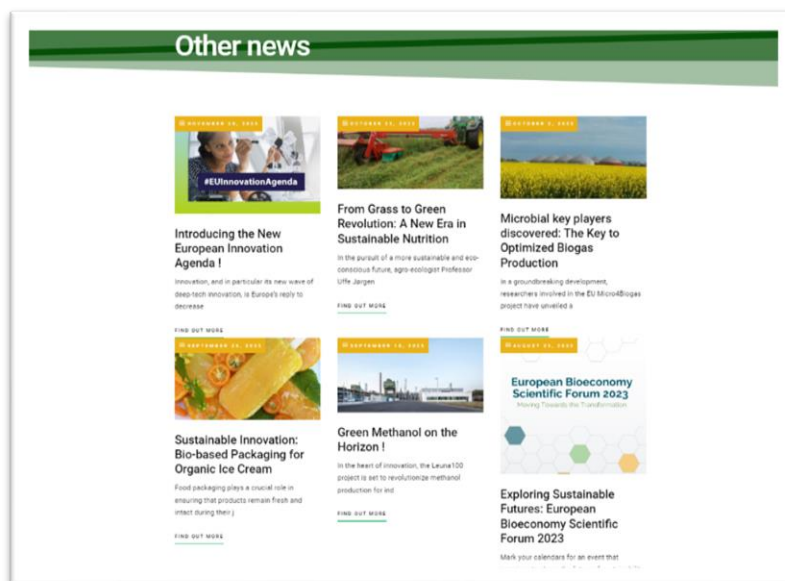 Other news
#EUInnovationAgenda
Introducing the New
European Innovation
Agenda !
Innovation, and in particular its new wave of
deep-tech innovation, is Europe's reply to
decrease
FIND OUT MORE
From Grass to Green
Revolution: A New Era in
Sustainable Nutrition
In the pursuit of a more sustainable and eco-
conscious future, agro-ecologist Professor
Uffe
FIND OUT MORE
OCTOBER 2, 2023
Microbial key players
discovered: The Key to
Optimized Biogas
Production
In a groundbreaking development,
researchers involved in the EU Micro4Biogas
project have unveiled a
FIND OUT MORE
Sustainable Innovation:
Bio-based Packaging for
Organic Ice Cream
Food packaging plays a crucial role in
ensuring that products remain fresh and
intact during their j
FIND OUT MORE
Green Methanol on the
Horizon !
In the heart of innovation, the Leuna100
project is set to revolutionize methanol
production for ind
FIND OUT MORE
European Bioeconomy
Scientific Forum 2023
Moving Towards the Transformation
Exploring Sustainable
Futures: European
Bioeconomy Scientific
Forum 2023
Mark your calendars for an event that